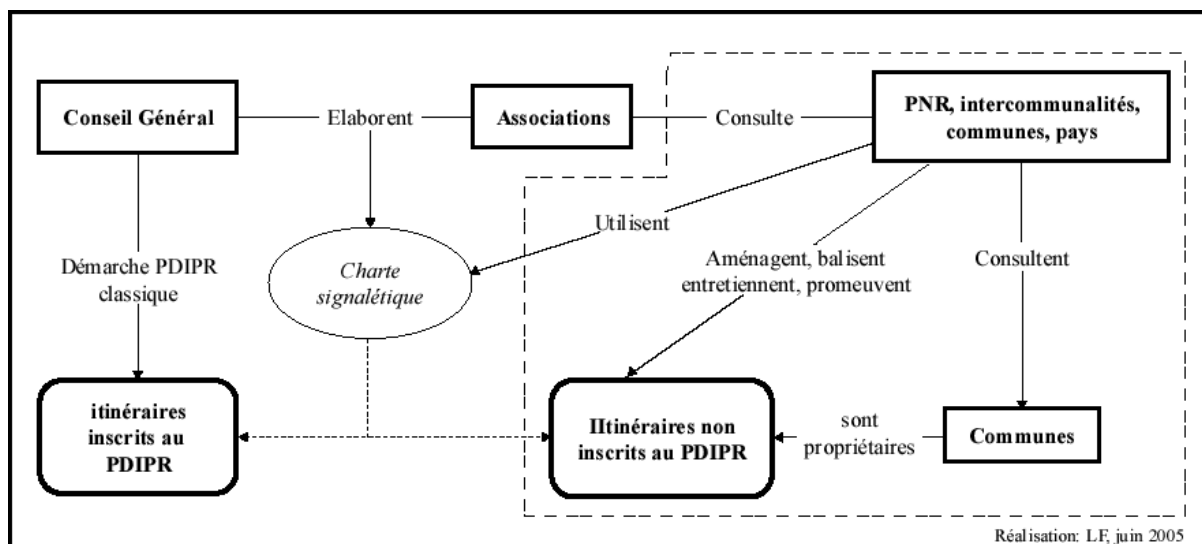 Conseil Général
Elaborent
Associations
Consulte
PNR, intercommunalités,
communes, pays
Utilisent
Démarche PDIPR
classique
Charte
signalétique
Aménagent, balisent
entretiennent, promeuvent
Consultent
itinéraires
inscrits au
PDIPR
IItinéraires non
inscrits au PDIPR
sont
propriétaires
Communes
Réalisation: LF, juin 2005